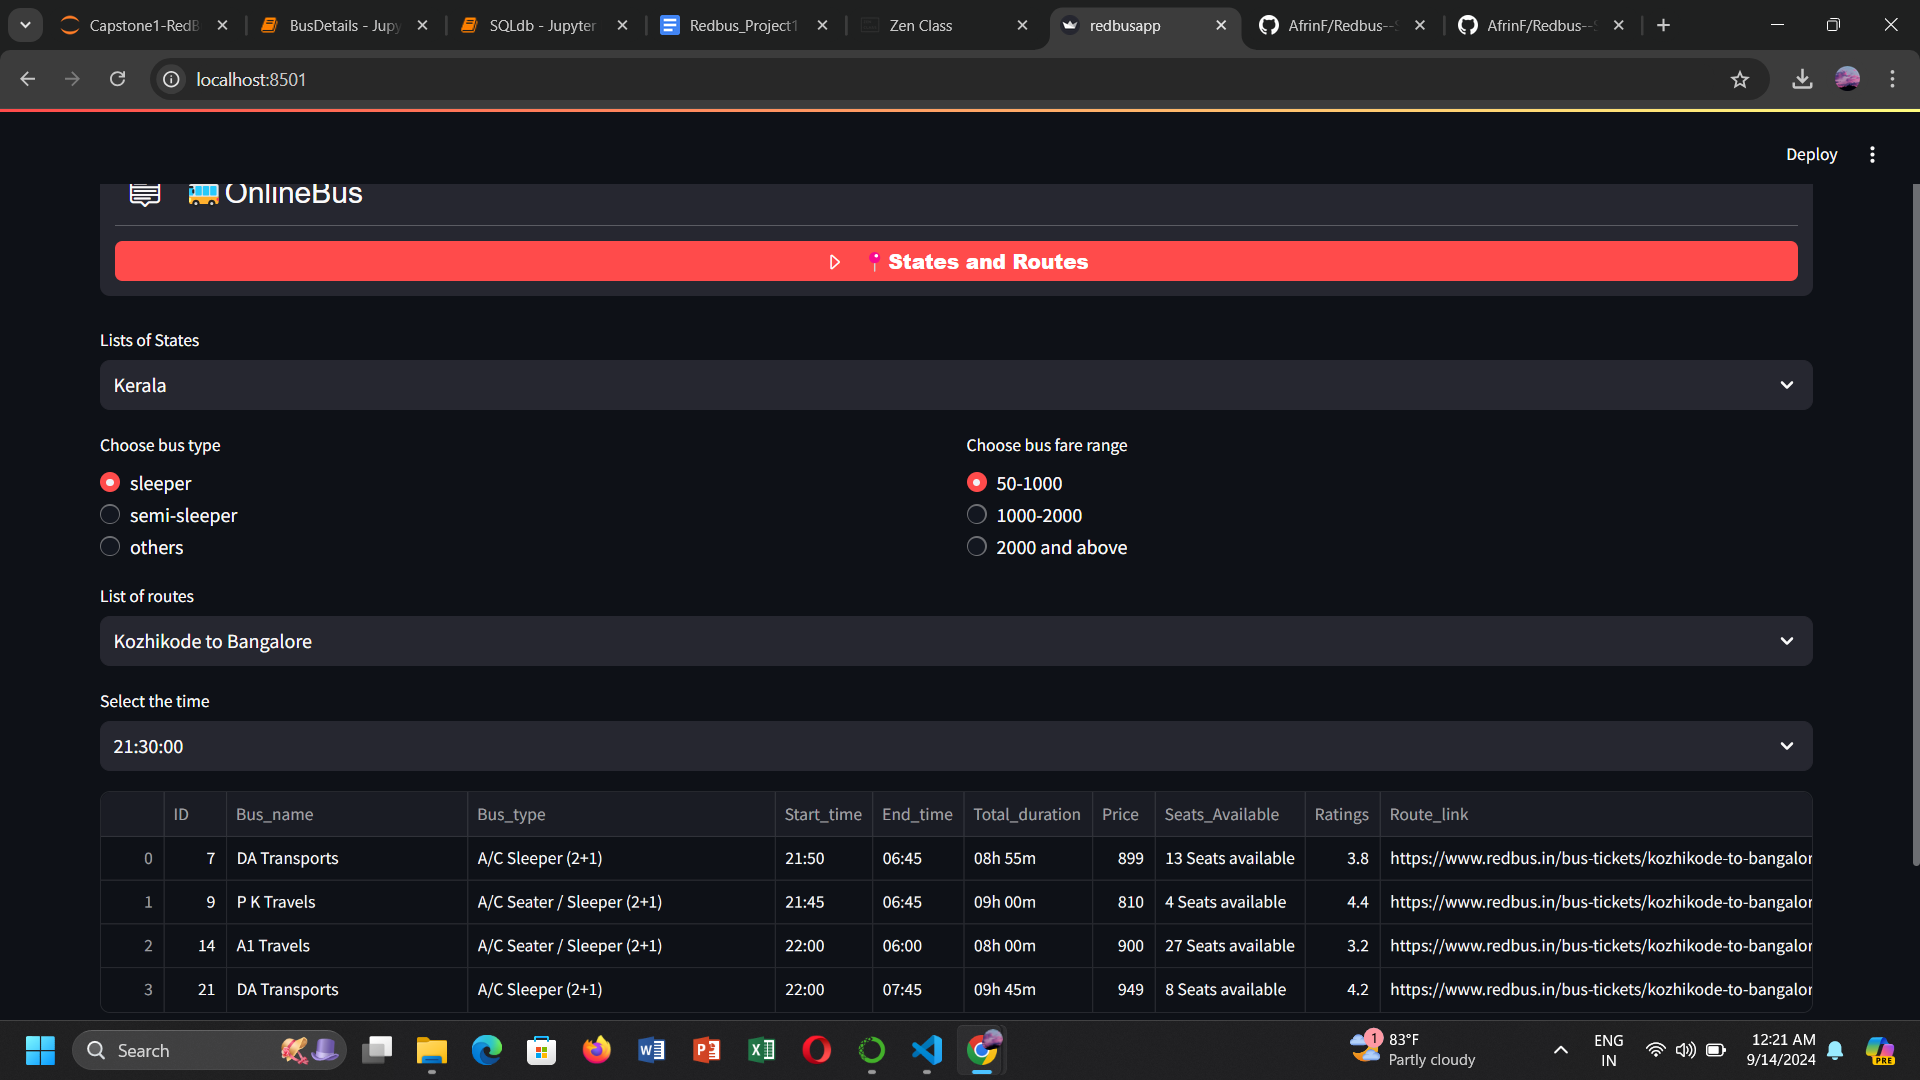 Capstone1-RedB
BusDetails - Jupy
SQLdb - Jupyter
Redbus_Project1
Zen Class
redbusapp
AfrinF/Redbus--S
AfrinF/Redbus--S
localhost:8501
Deploy
OnlineBus
States and Routes
Lists of States
Kerala
Choose bus type
sleeper
semi-sleeper
others
Choose bus fare range
50-1000
1000-2000
2000 and above
List of routes
Kozhikode to Bangalore
Select the time
21:30:00
ID Bus_name Bus_type Start_time End_time Total_duration Price Seats_Available Ratings Route_link
0 7 DA Transports A/C Sleeper (2+1) 21:50 06:45 08h 55m 899 13 Seats available 3.8 https://www.redbus.in/bus-tickets/kozhikode-to-bangalor
1 9 P K Travels A/C Seater / Sleeper (2+1) 21:45 06:45 09h 00m 810 4 Seats available 4.4 https://www.redbus.in/bus-tickets/kozhikode-to-bangalor
2 14 A1 Travels A/C Seater / Sleeper (2+1) 22:00 06:00 08h 00m 900 27 Seats available 3.2 https://www.redbus.in/bus-tickets/kozhikode-to-bangalor
3 21 DA Transports A/C Sleeper (2+1) 22:00 07:45 09h 45m 949 8 Seats available 4.2 https://www.redbus.in/bus-tickets/kozhikode-to-bangalor
Search
1
83°F
Partly cloudy
ENG
IN
12:21 AM
9/14/2024
PRE